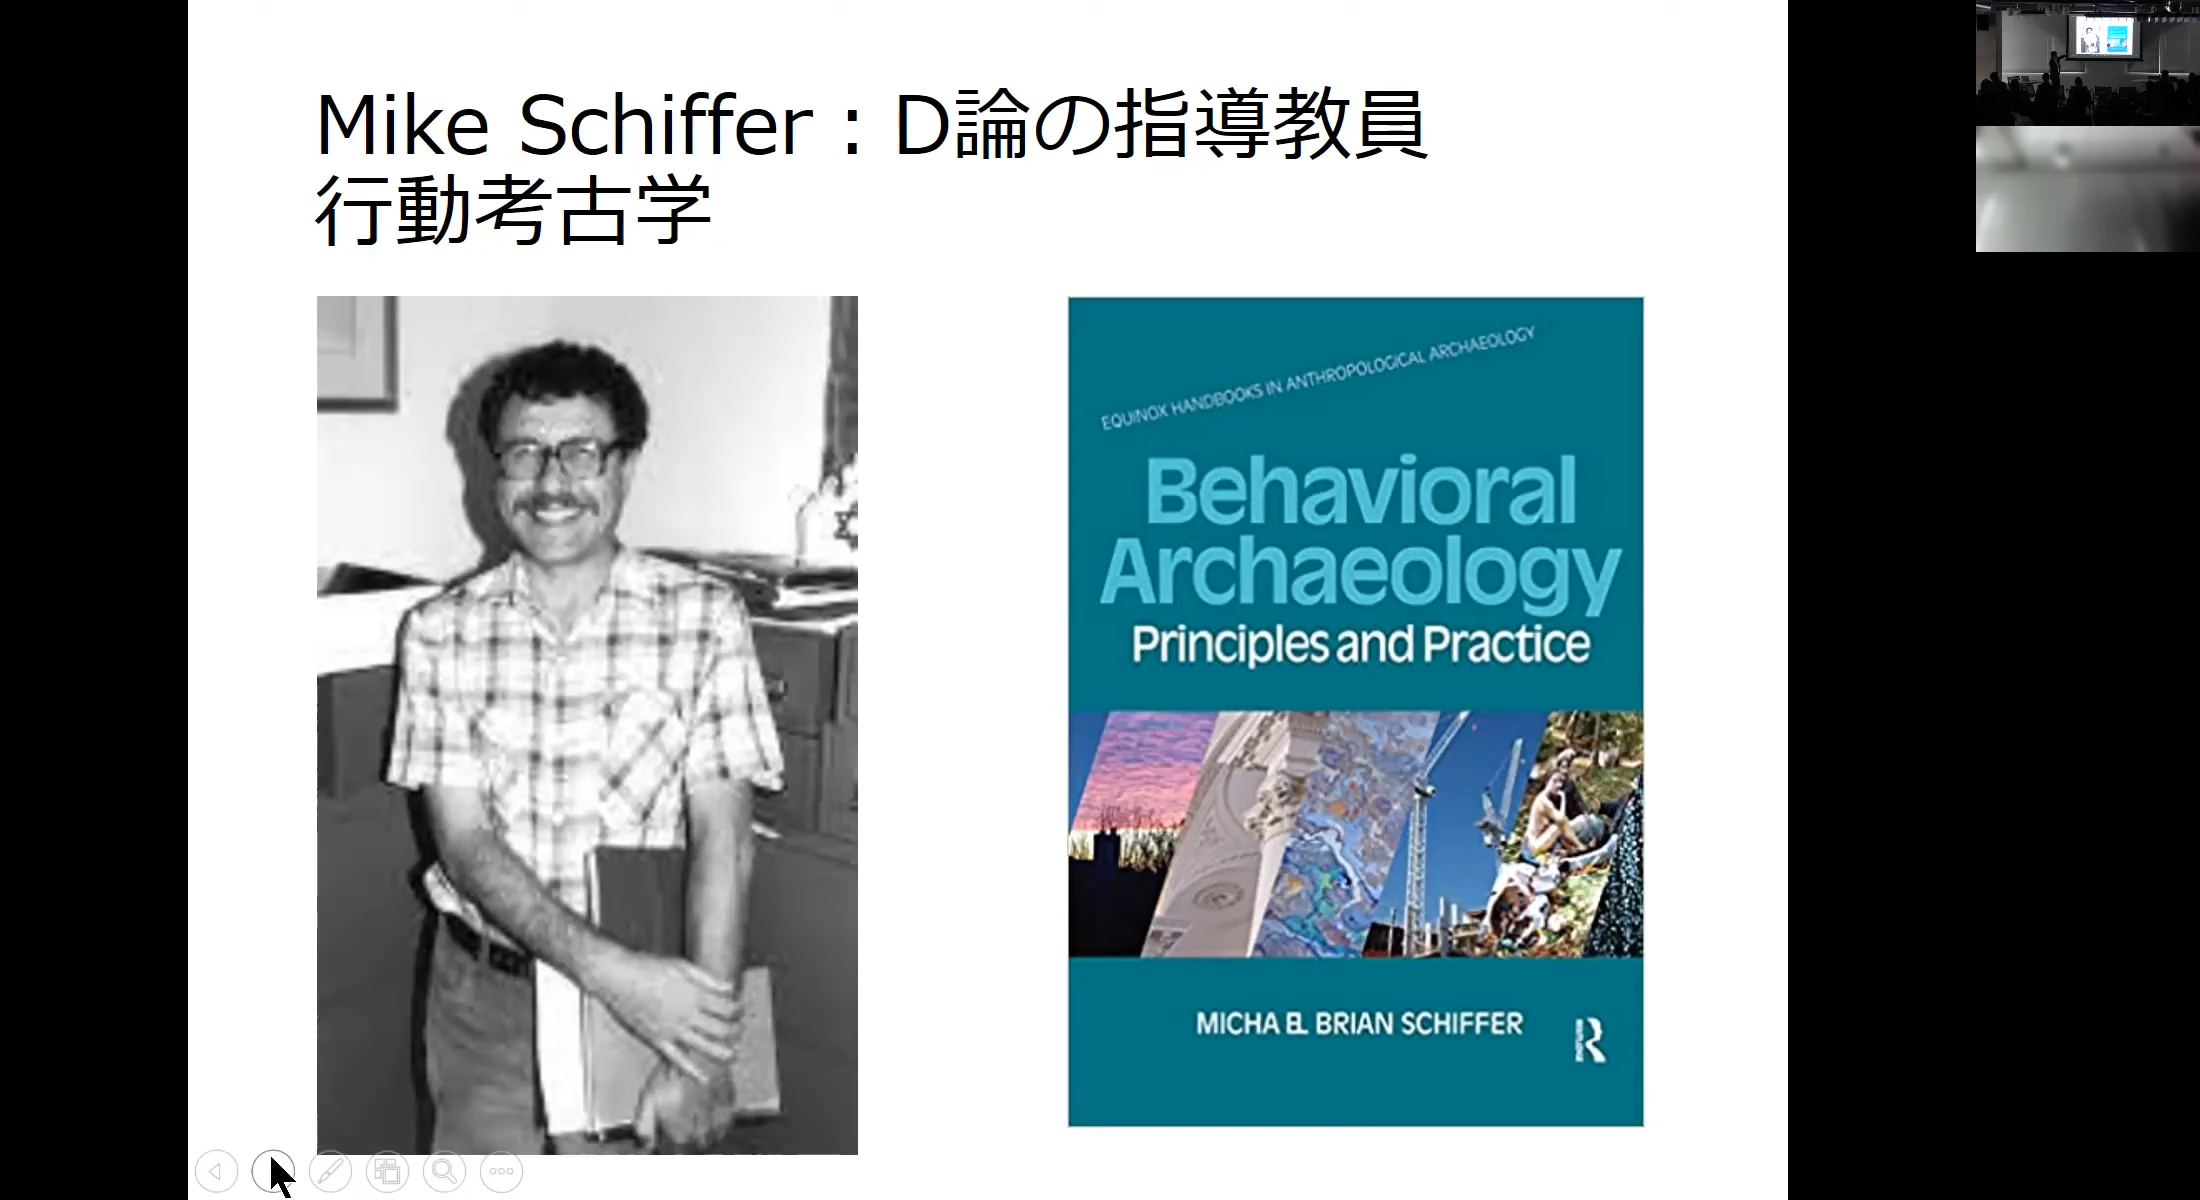 Mike Schiffer：D論の指導教員
行動考古学
EQUINOX HANDBOOKS IN ANTHROPOLOGICAL ARCHAEOLOGY
Behavioral
Archaeology
Principles and Practice
MICHAEL BRIAN SCHIFFER